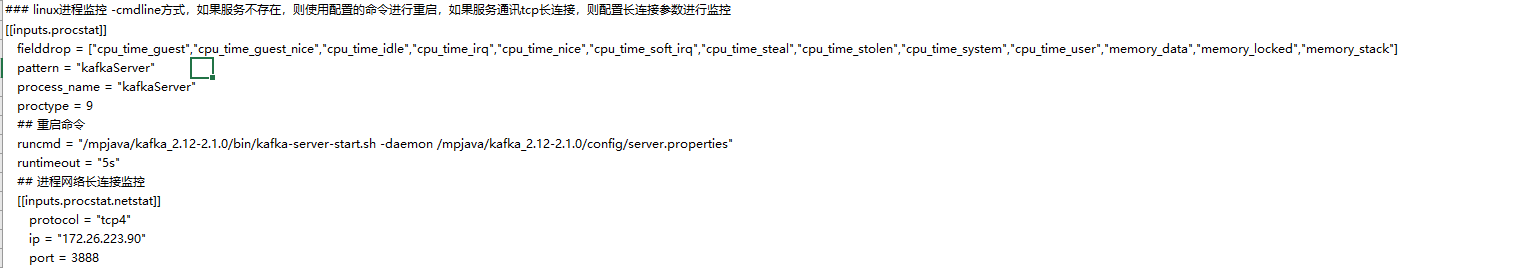 ### linux进程监控 -cmdline方式，如果服务不存在，则使用配置的命令进行重启，如果服务通讯tcp长连接，则配置长连接参数进行监控
[[inputs.procstat]]
fielddrop = ["cpu_time_guest","cpu_time_guest_nice","cpu_time_idle","cpu_time_irq","cpu_time_nice","cpu_time_soft_irq","cpu_time_steal","cpu_time_stolen","cpu_time_system","cpu_time_user","memory_data","memory_locked","memory_stack"]
pattern = "kafkaServer"
process_name = "kafkaServer"
proctype = 9
## 重启命令
runcmd = "/mpjava/kafka_2.12-2.1.0/bin/kafka-server-start.sh -daemon /mpjava/kafka_2.12-2.1.0/config/server.properties"
runtimeout = "5s"
## 进程网络长连接监控
[[inputs.procstat.netstat]]
protocol = "tcp4"
ip = "172.26.223.90"
port = 3888